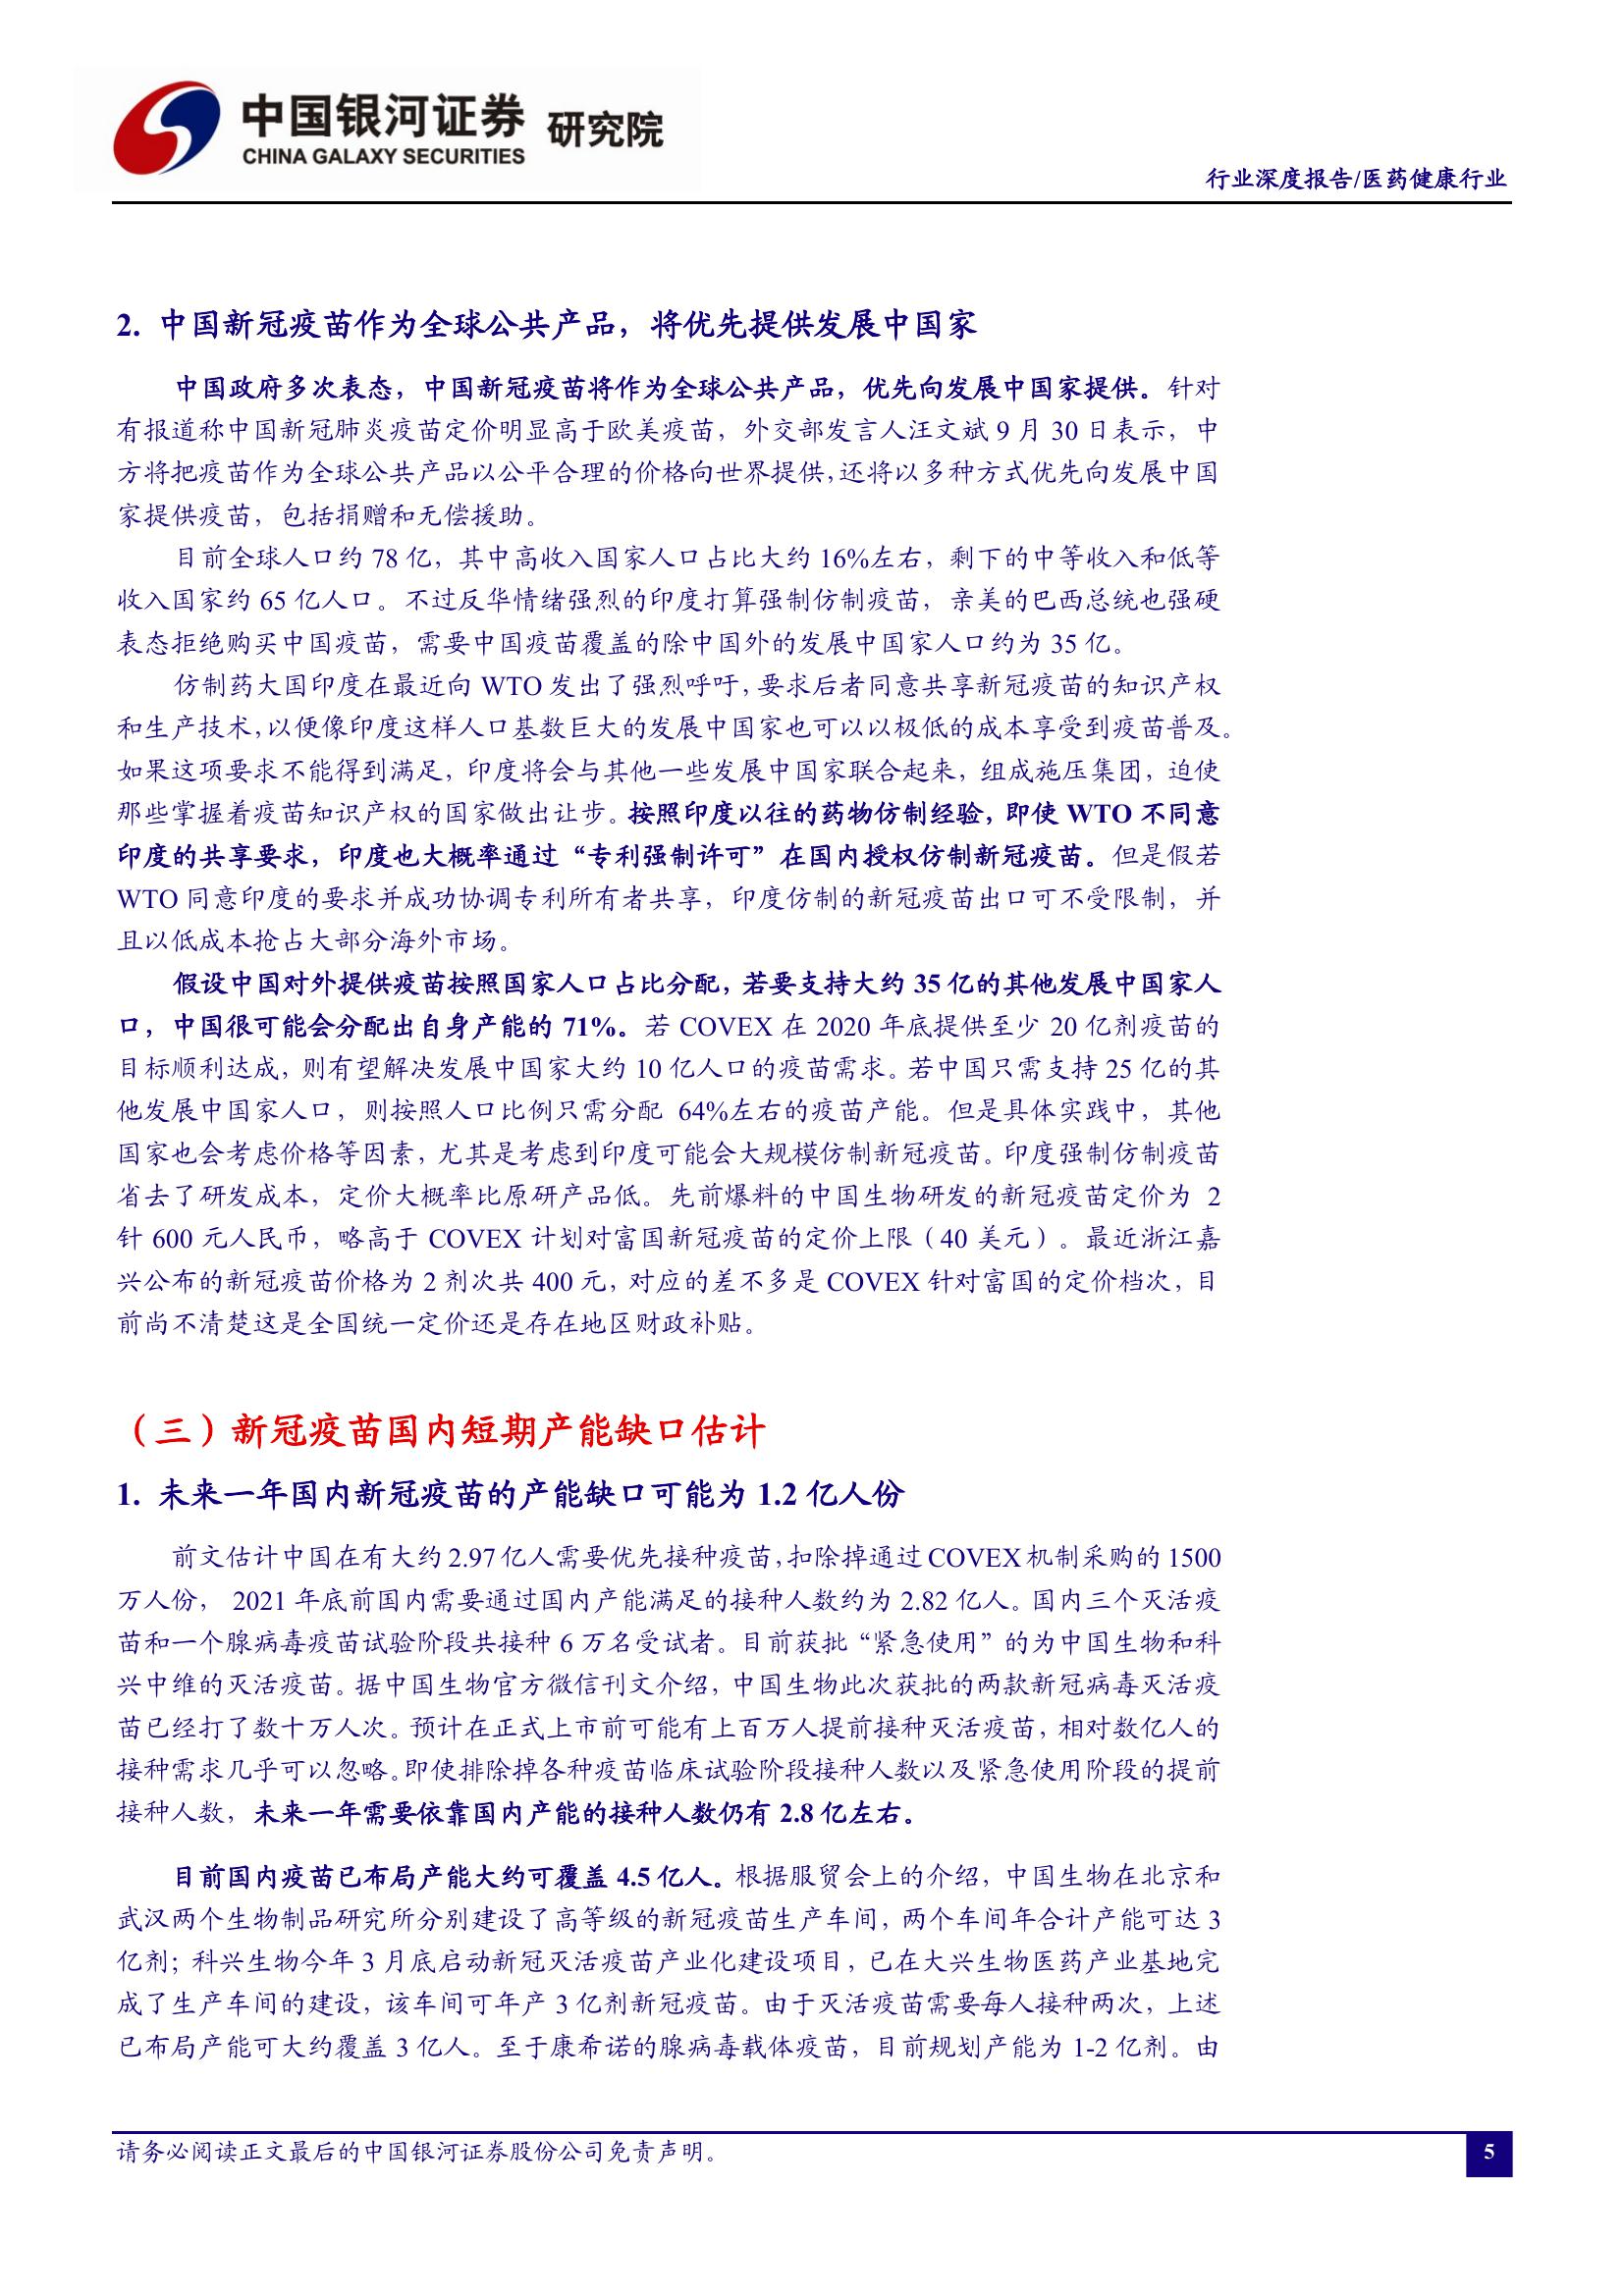 中国银河证券 研究院
CHINA GALAXY SECURITIES
行业深度报告/医药健康行业
2. 中国新冠疫苗作为全球公共产品，将优先提供发展中国家
中国政府多次表态，中国新冠疫苗将作为全球公共产品，优先向发展中国家提供。针对
有报道称中国新冠肺炎疫苗定价明显高于欧美疫苗，外交部发言人汪文斌 9 月 30 日表示，中
方将把疫苗作为全球公共产品以公平合理的价格向世界提供，还将以多种方式优先向发展中国
家提供疫苗，包括捐赠和无偿援助。
目前全球人口约 78 亿，其中高收入国家人口占比大约 16%左右，剩下的中等收入和低等
收入国家约 65 亿人口。不过反华情绪强烈的印度打算强制仿制疫苗，亲美的巴西总统也强硬
表态拒绝购买中国疫苗，需要中国疫苗覆盖的除中国外的发展中国家人口约为 35 亿。
仿制药大国印度在最近向 WTO 发出了强烈呼吁，要求后者同意共享新冠疫苗的知识产权
和生产技术，以便像印度这样人口基数巨大的发展中国家也可以以极低的成本享受到疫苗普及。
如果这项要求不能得到满足，印度将会与其他一些发展中国家联合起来，组成施压集团，迫使
那些掌握着疫苗知识产权的国家做出让步。按照印度以往的药物仿制经验，即使 WTO 不同意
印度的共享要求，印度也大概率通过“专利强制许可”在国内授权仿制新冠疫苗。但是假若
WTO 同意印度的要求并成功协调专利所有者共享，印度仿制的新冠疫苗出口可不受限制，并
且以低成本抢占大部分海外市场。
假设中国对外提供疫苗按照国家人口占比分配，若要支持大约 35 亿的其他发展中国家人
口，中国很可能会分配出自身产能的 71%。若 COVEX 在 2020 年底提供至少 20 亿剂疫苗的
目标顺利达成，则有望解决发展中国家大约 10 亿人口的疫苗需求。若中国只需支持 25 亿的其
他发展中国家人口，则按照人口比例只需分配 64%左右的疫苗产能。但是具体实践中，其他
国家也会考虑价格等因素，尤其是考虑到印度可能会大规模仿制新冠疫苗。印度强制仿制疫苗
省去了研发成本，定价大概率比原研产品低。先前爆料的中国生物研发的新冠疫苗定价为 2
针 600 元人民币，略高于 COVEX 计划对富国新冠疫苗的定价上限（40 美元）。最近浙江嘉
兴公布的新冠疫苗价格为 2 剂次共 400 元，对应的差不多是 COVEX 针对富国的定价档次，目
前尚不清楚这是全国统一定价还是存在地区财政补贴。
（三）新冠疫苗国内短期产能缺口估计
1. 未来一年国内新冠疫苗的产能缺口可能为 1.2 亿人份
前文估计中国在有大约 2.97 亿人需要优先接种疫苗，扣除掉通过 COVEX 机制采购的 1500
万人份， 2021 年底前国内需要通过国内产能满足的接种人数约为 2.82 亿人。国内三个灭活疫
苗和一个腺病毒疫苗试验阶段共接种 6 万名受试者。目前获批“紧急使用”的为中国生物和科
兴中维的灭活疫苗。据中国生物官方微信刊文介绍，中国生物此次获批的两款新冠病毒灭活疫
苗已经打了数十万人次。预计在正式上市前可能有上百万人提前接种灭活疫苗，相对数亿人的
接种需求几乎可以忽略。即使排除掉各种疫苗临床试验阶段接种人数以及紧急使用阶段的提前
接种人数，未来一年需要依靠国内产能的接种人数仍有 2.8 亿左右。
目前国内疫苗已布局产能大约可覆盖 4.5 亿人。根据服贸会上的介绍，中国生物在北京和
武汉两个生物制品研究所分别建设了高等级的新冠疫苗生产车间，两个车间年合计产能可达 3
亿剂；科兴生物今年 3 月底启动新冠灭活疫苗产业化建设项目，已在大兴生物医药产业基地完
成了生产车间的建设，该车间可年产 3 亿剂新冠疫苗。由于灭活疫苗需要每人接种两次，上述
已布局产能可大约覆盖 3 亿人。至于康希诺的腺病毒载体疫苗，目前规划产能为 1-2 亿剂。由
请务必阅读正文最后的中国银河证券股份公司免责声明。
5